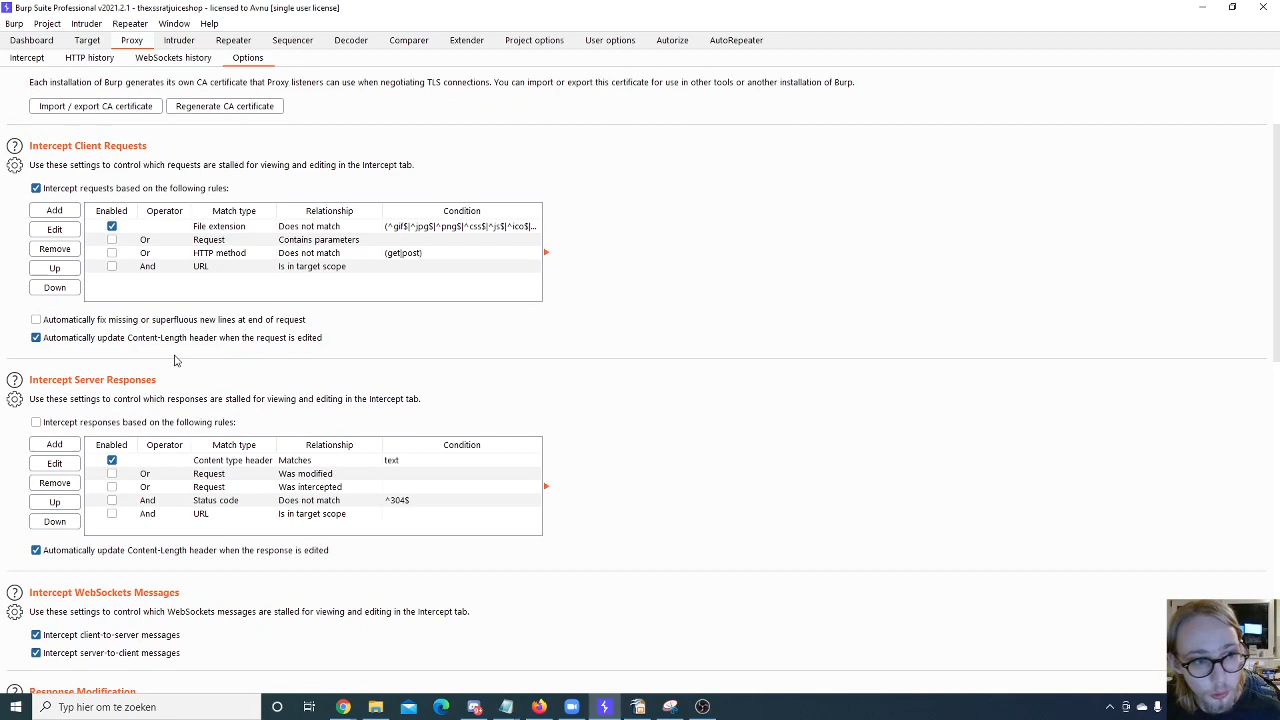 Burp Suite Professional v2021.2.1 - thexssratjuiceshop - licensed to Avnu [single user license]
Burp Project Intruder Repeater Window Help
Dashboard Target Proxy Intruder Repeater Sequencer Decoder Comparer Extender Project options User options Autorize AutoRepeater
Intercept HTTP history WebSockets history Options
Each installation of Burp generates its own CA certificate that Proxy listeners can use when negotiating TLS connections. You can import or export this certificate for use in other tools or another installation of Burp.
Import / export CA certificate Regenerate CA certificate
? Intercept Client Requests
Use these settings to control which requests are stalled for viewing and editing in the Intercept tab.
Intercept requests based on the following rules:
Add Enabled Operator Match type Relationship Condition
File extension Does not match (^gif$|^jpg$|^png$|^css$|^js$|^ico$|...
Edit
Or Request Contains parameters
Remove Or HTTP method Does not match (get|post)
Up And URL Is in target scope
Down
Automatically fix missing or superfluous new lines at end of request
Automatically update Content-Length header when the request is edited
? Intercept Server Responses
Use these settings to control which responses are stalled for viewing and editing in the Intercept tab.
Intercept responses based on the following rules:
Add Enabled Operator Match type Relationship Condition
Content type header Matches text
Edit
Or Request Was modified
Remove Or Request Was intercepted
Up And Status code Does not match ^304$
And URL Is in target scope
Down
Automatically update Content-Length header when the response is edited
? Intercept WebSockets Messages
Use these settings to control which WebSockets messages are stalled for viewing and editing in the Intercept tab.
Intercept client-to-server messages
Intercept server-to-client messages
? Response Modification
Typ hier om te zoeken